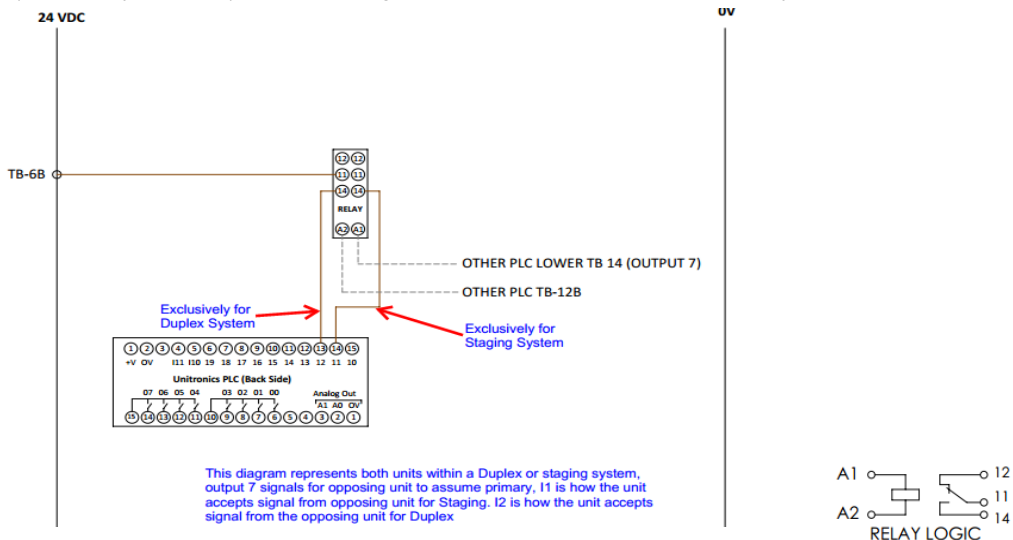 24 VDC
0V
TB-6B
12 12
11 11
14 14
RELAY
A2 A1
OTHER PLC LOWER TB 14 (OUTPUT 7)
OTHER PLC TB-12B
Exclusively for
Duplex System
Exclusively for
Staging System
1 2 3 4 5 6 7 8 9 10 11 12 13 14 15
+V OV I11 I10 19 18 17 16 15 14 13 12 11 10
Unitronics PLC (Back Side)
07 06 05 04 03 02 01 00 Analog Out
A1 A0 OV
15 14 13 12 11 10 9 8 7 6 5 4 3 2 1
This diagram represents both units within a Duplex or staging system,
output 7 signals for opposing unit to assume primary, I1 is how the unit
accepts signal from opposing unit for Staging. I2 is how the unit accepts
signal from the opposing unit for Duplex
A1 12
11
A2 14
RELAY LOGIC